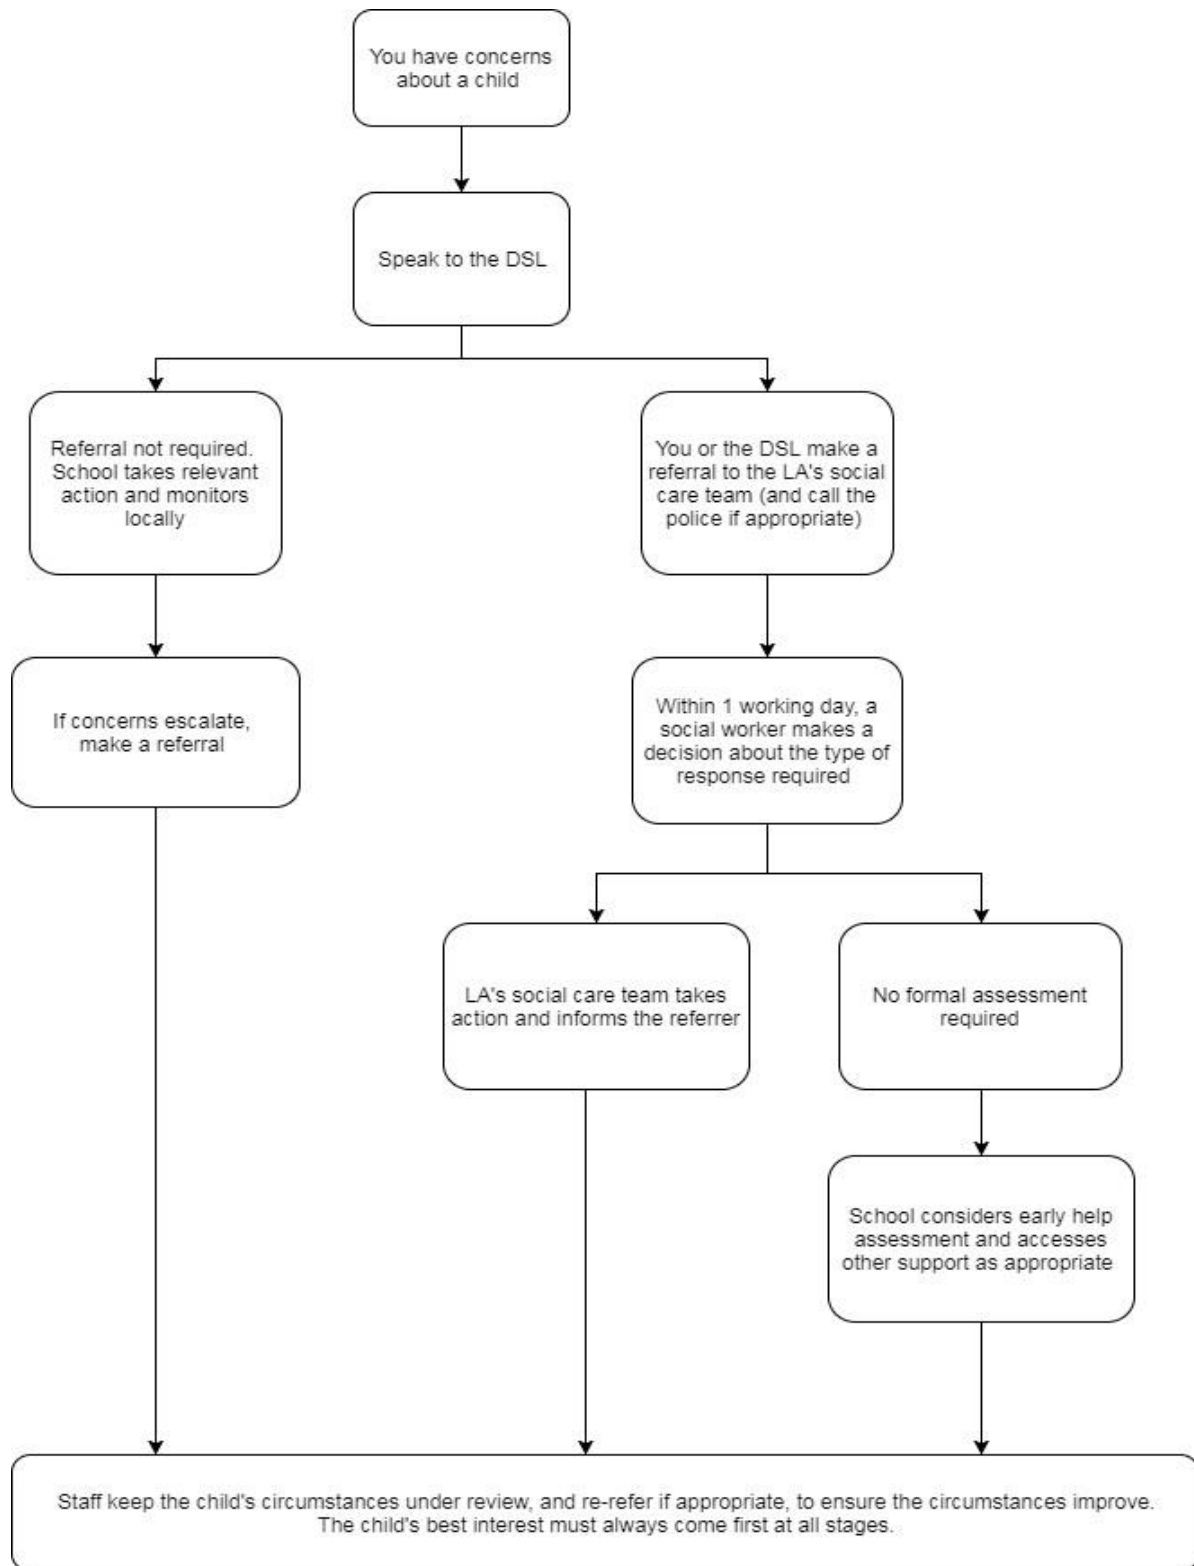 You have concerns
about a child
Speak to the DSL
Referral not required.
School takes relevant
action and monitors
locally
You or the DSL make a
referral to the LA's social
care team (and call the
police if appropriate)
If concerns escalate,
make a referral
Within 1 working day, a
social worker makes a
decision about the type of
response required
LA's social care team takes
action and informs the referrer
No formal assessment
required
School considers early help
assessment and accesses
other support as appropriate
Staff keep the child's circumstances under review, and re-refer if appropriate, to ensure the circumstances improve.
The child's best interest must always come first at all stages.